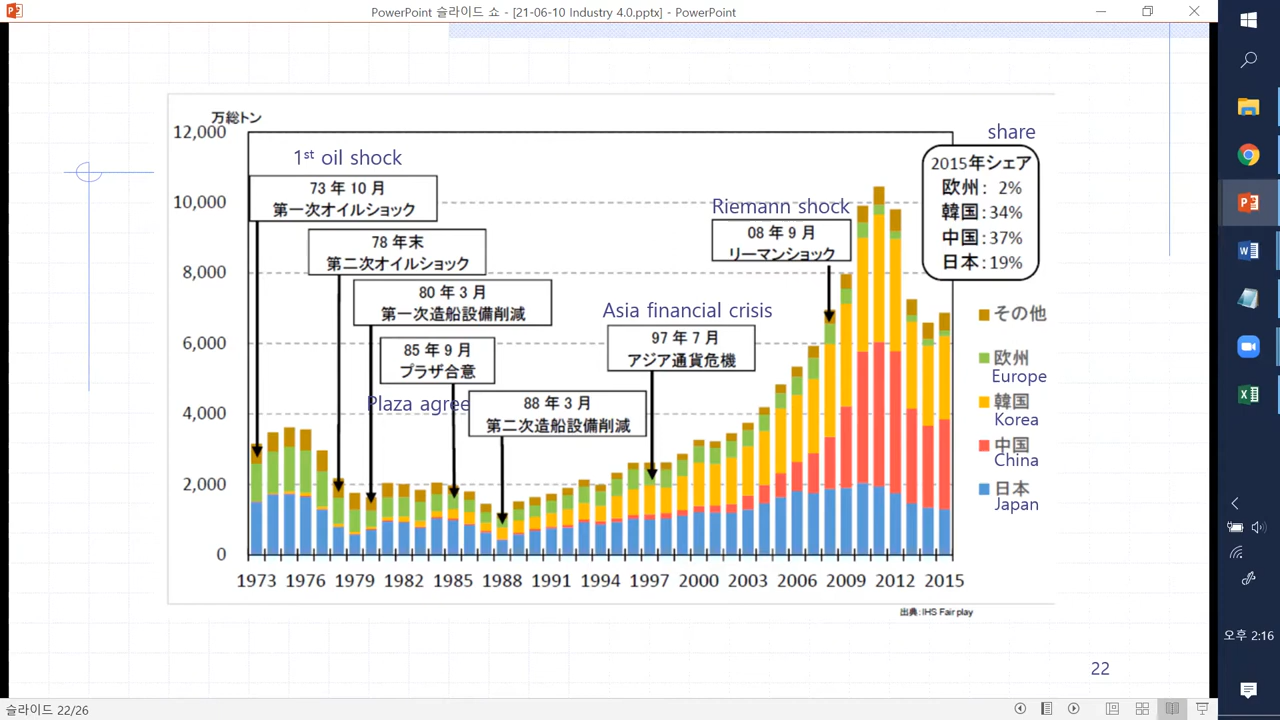 PowerPoint 슬라이드 쇼 - [21-06-10 Industry 4.0.pptx] - PowerPoint
万総トン
12,000
10,000
8,000
6,000
4,000
2,000
0
1st oil shock
73 年 10 月
第一次オイルショック
78 年末
第二次オイルショック
80 年 3 月
第一次造船設備削減
85 年 9 月
プラザ合意
Plaza agree
88 年 3 月
第二次造船設備削減
Asia financial crisis
97 年 7 月
アジア通貨危機
Riemann shock
08 年 9 月
リーマンショック
share
2015年シェア
欧州: 2%
韓国:34%
中国:37%
日本:19%
その他
欧州
Europe
韓国
Korea
中国
China
日本
Japan
1973 1976 1979 1982 1985 1988 1991 1994 1997 2000 2003 2006 2009 2012 2015
出典:IHS Fair play
22
슬라이드 22/26
오후 2:16